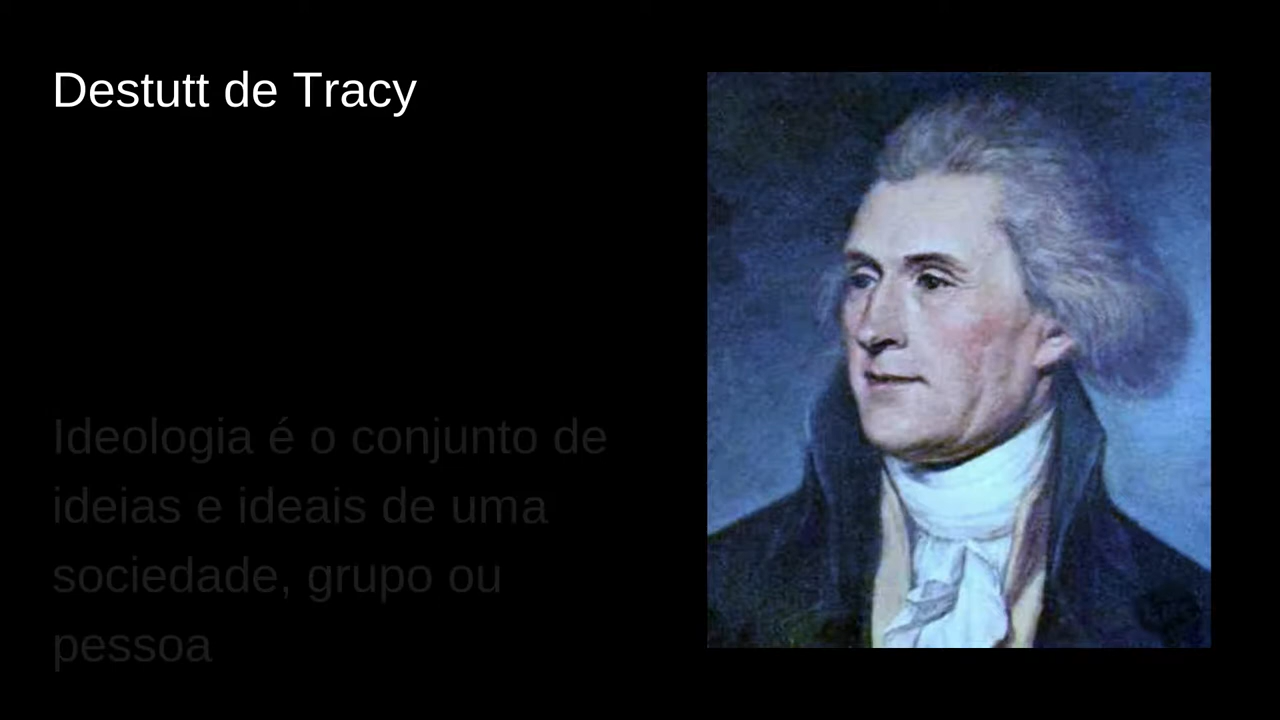 Destutt de Tracy
Ideologia é o conjunto de
ideias e ideais de uma
sociedade, grupo ou
pessoa